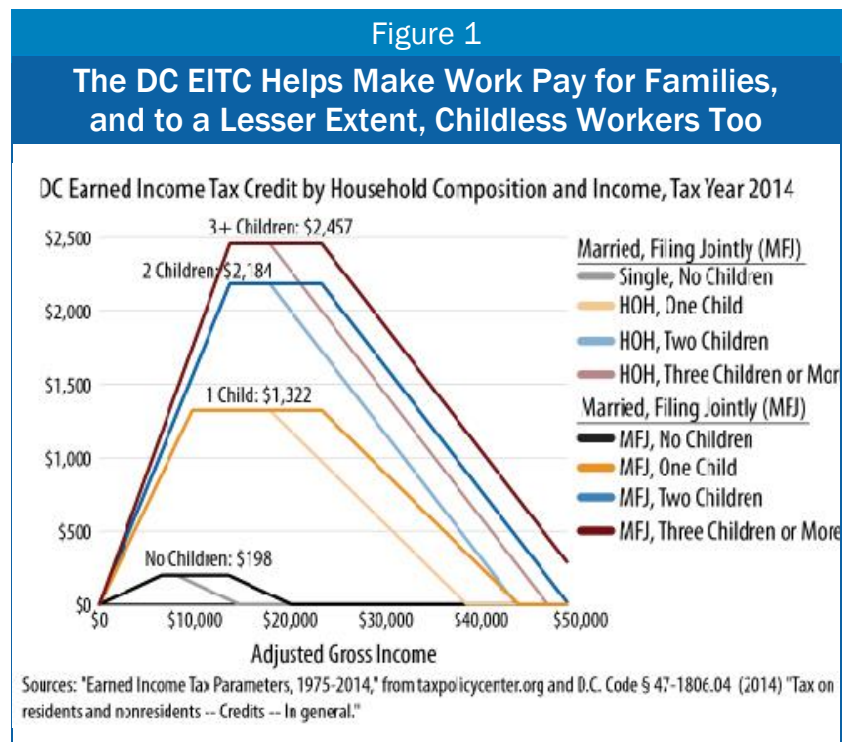 Figure 1
The DC EITC Helps Make Work Pay for Families,
and to a Lesser Extent, Childless Workers Too
DC Earned Income Tax Credit by Household Composition and Income, Tax Year 2014
3+ Children: $2,457
2 Children: $2,184
1 Child: $1,322
No Children: $198
$2,500
$2,000
$1,500
$1,000
$500
$0
$0 $10,000 $20,000 $30,000 $40,000 $50,000
Adjusted Gross Income
Married, Filing Jointly (MFJ)
Single, No Children
HOH, One Child
HOH, Two Children
HOH, Three Children or Mor
Married, Filing Jointly (MFJ)
MFJ, No Children
MFJ, One Child
MFJ, Two Children
MFJ, Three Children or More
Sources: "Earned Income Tax Parameters, 1975-2014," from taxpolicycenter.org and D.C. Code § 47-1806.04 (2014) "Tax on
residents and nonresidents -- Credits -- In general."